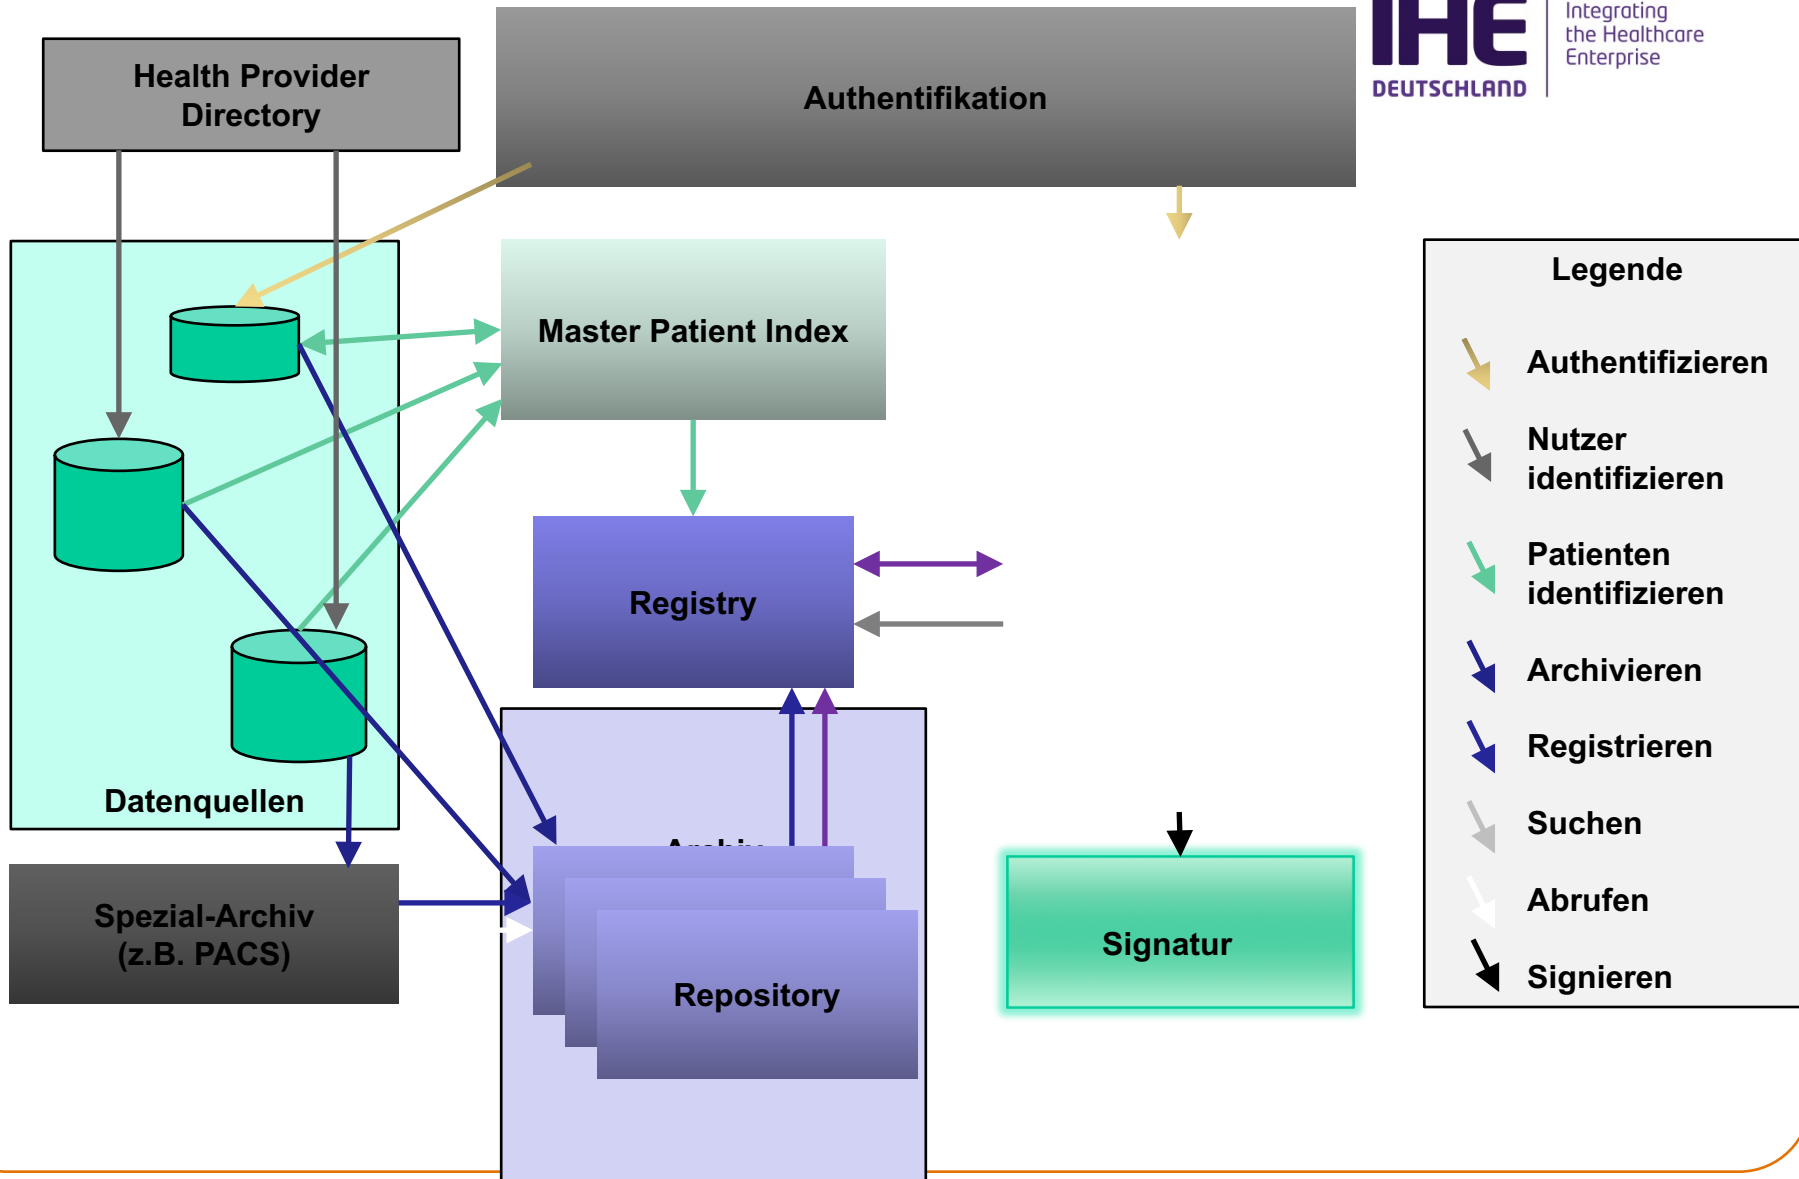 IHE
DEUTSCHLAND
Integrating
the Healthcare
Enterprise
Health Provider
Directory
Authentifikation
Master Patient Index
Registry
Datenquellen
Spezial-Archiv
(z.B. PACS)
Archiv
Repository
Signatur
Legende
Authentifizieren
Nutzer
identifizieren
Patienten
identifizieren
Archivieren
Registrieren
Suchen
Abrufen
Signieren